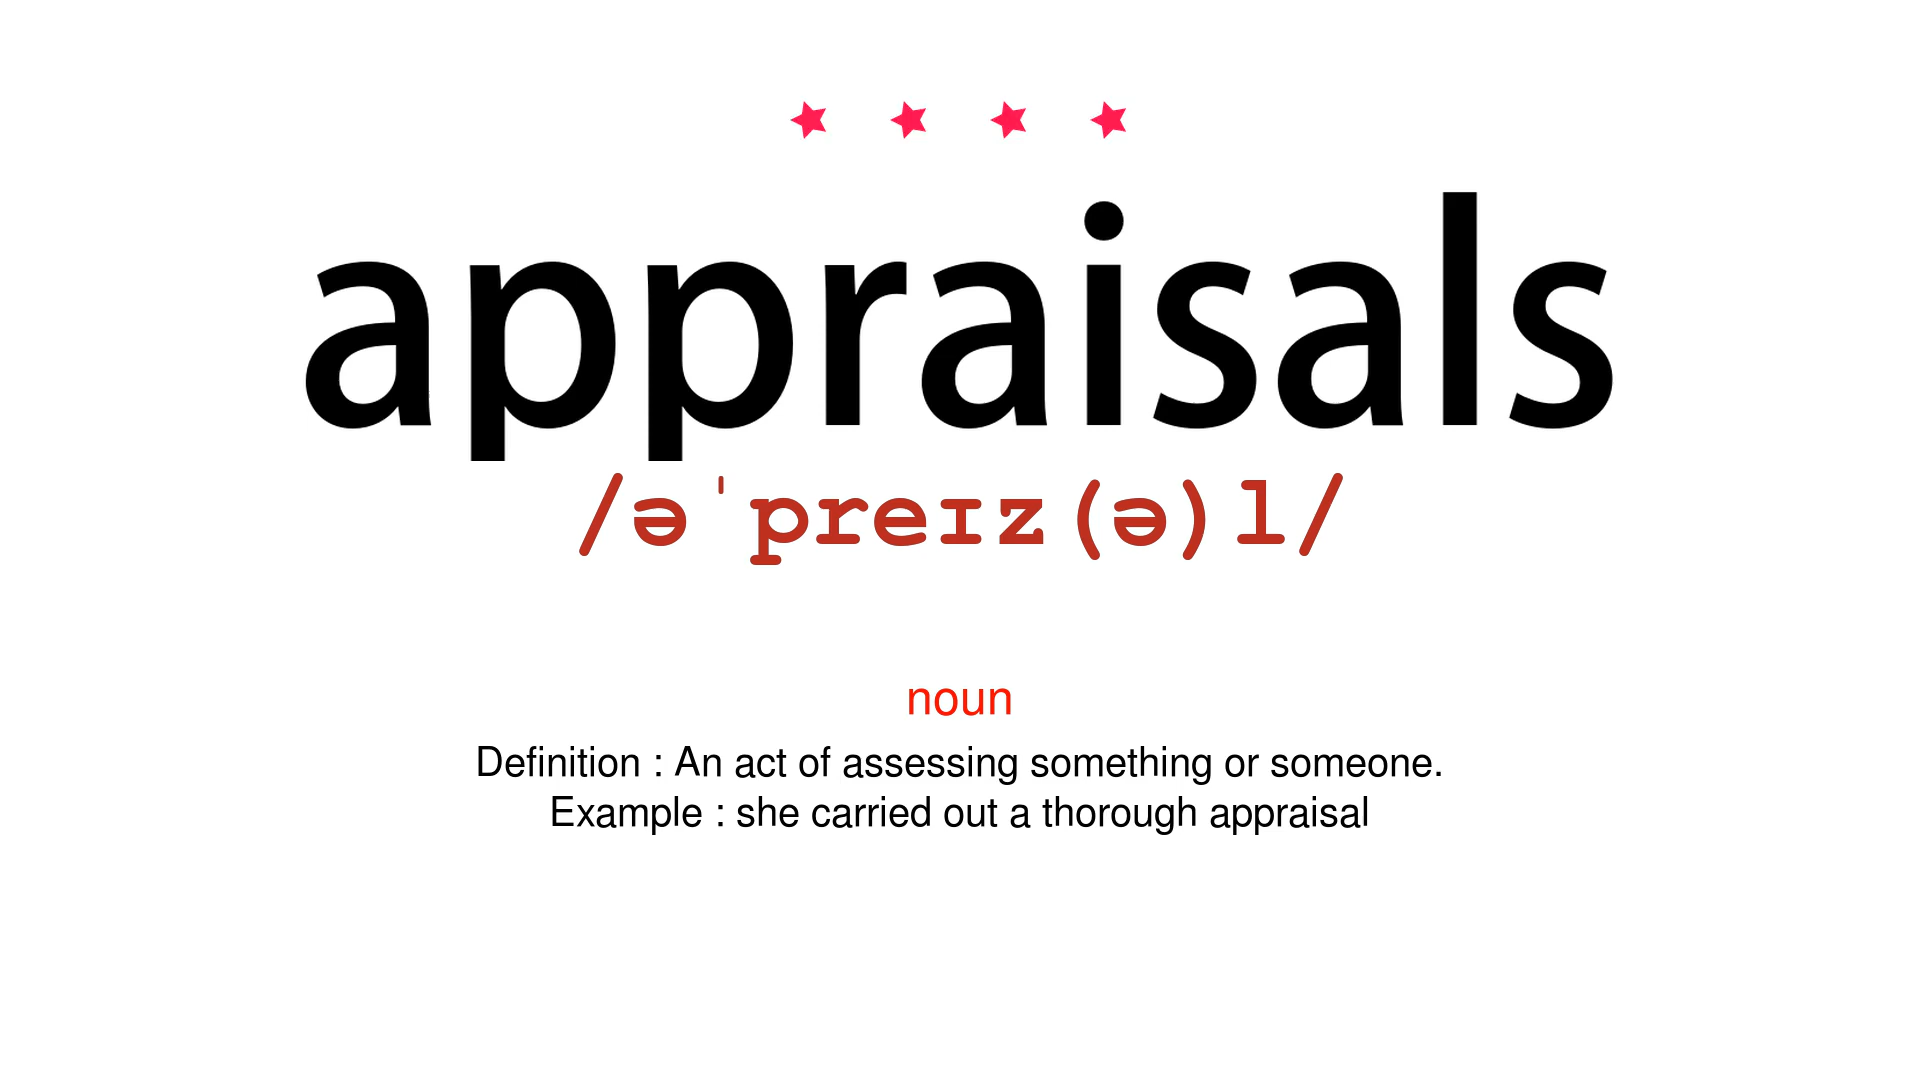 appraisals
/əˈpreɪz(ə)l/
noun
Definition : An act of assessing something or someone.
Example : she carried out a thorough appraisal